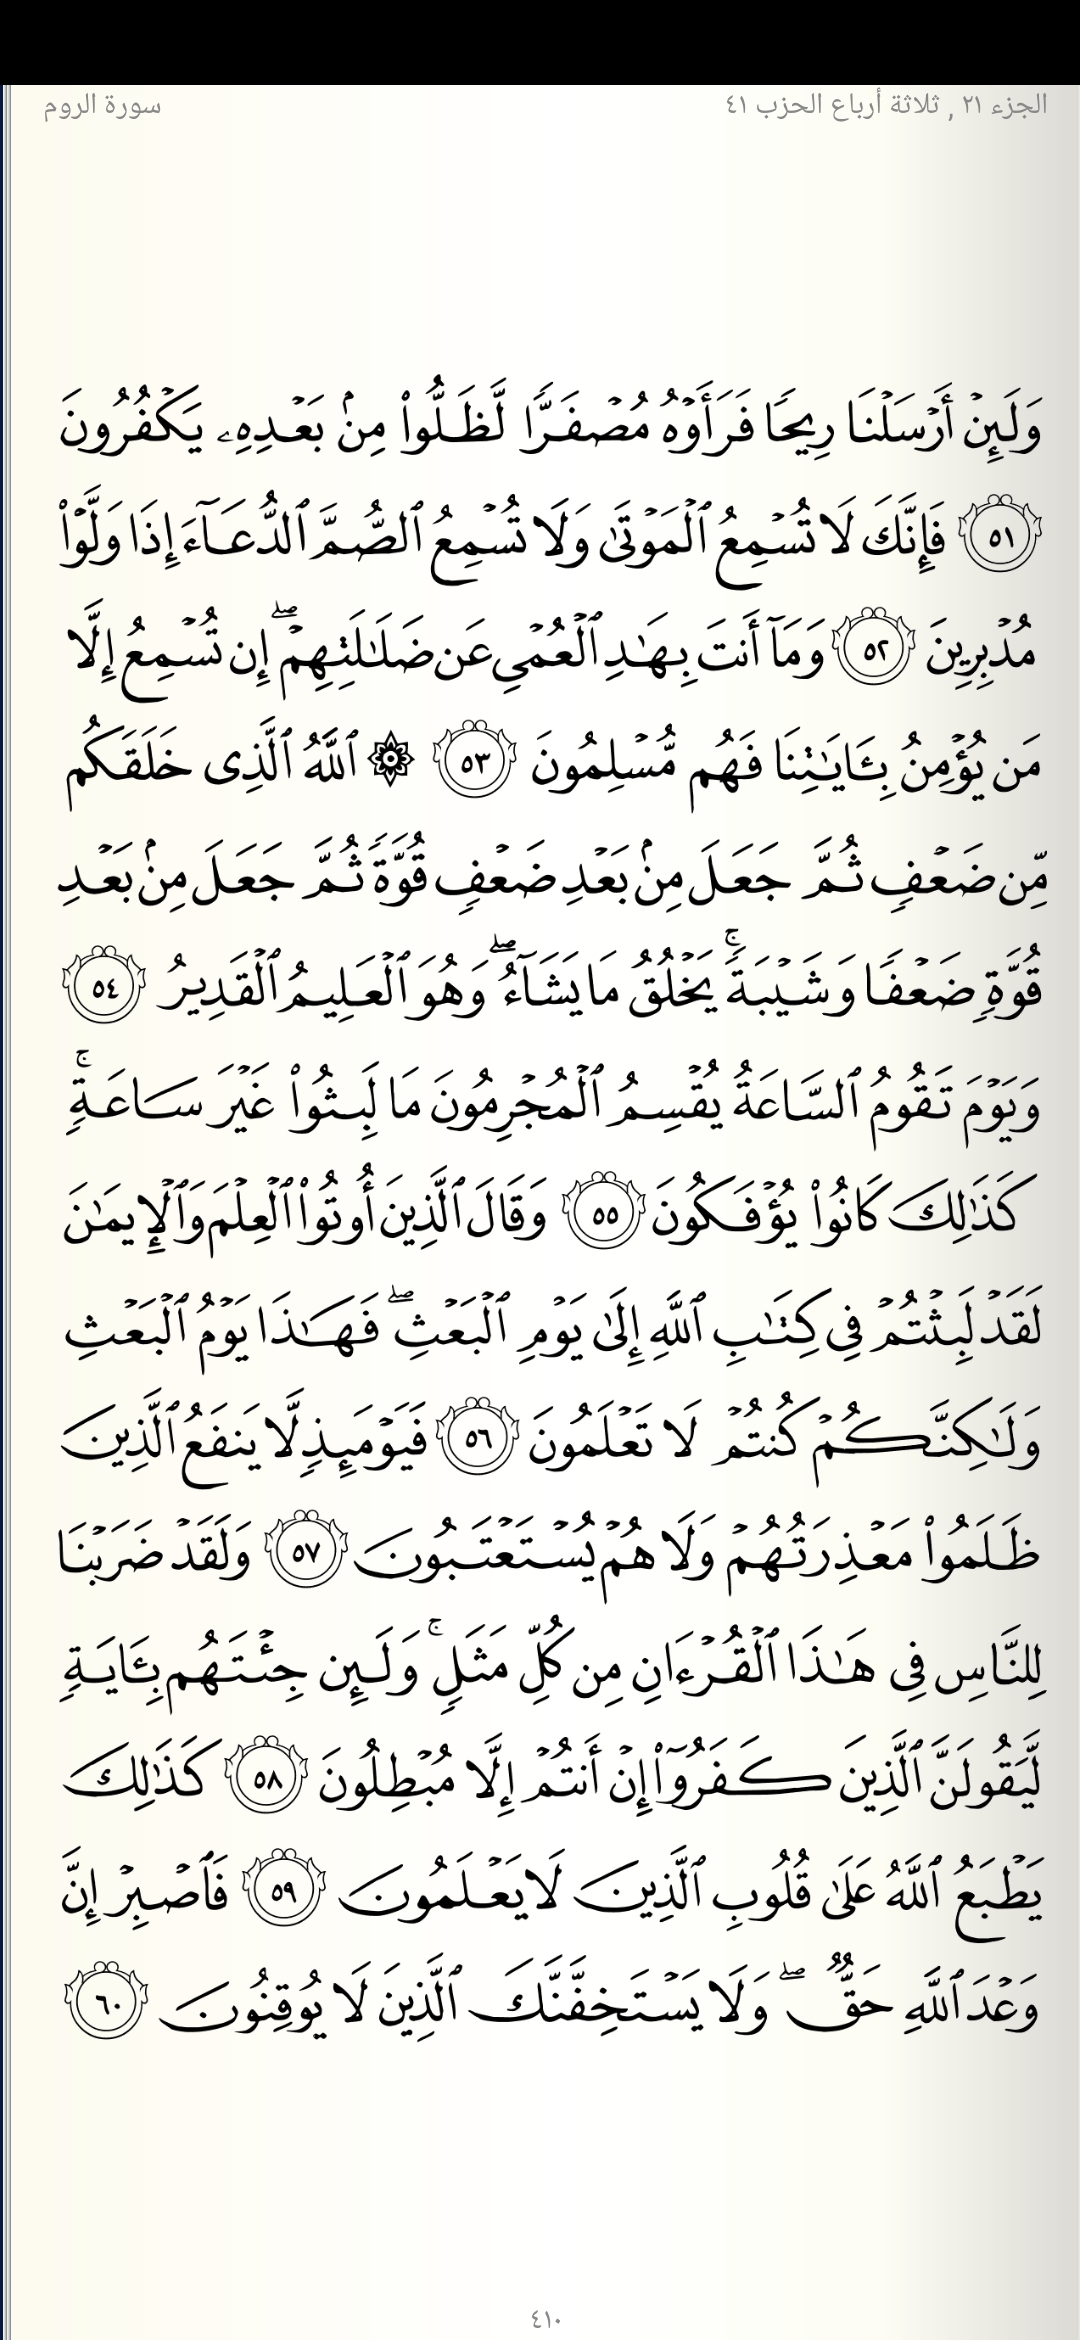 الجزء ٢١ , ثلاثة أرباع الحزب ٤١
سورة الروم
وَلَئِنْ أَرْسَلْنَا رِيحًا فَرَأَوْهُ مُصْفَرًّا لَّظَلُّوا۟ مِنۢ بَعْدِهِۦ يَكْفُرُونَ
٥١ فَإِنَّكَ لَا تُسْمِعُ ٱلْمَوْتَىٰ وَلَا تُسْمِعُ ٱلصُّمَّ ٱلدُّعَآءَ إِذَا وَلَّوْا۟
مُدْبِرِينَ ٥٢ وَمَآ أَنتَ بِهَـٰدِ ٱلْعُمْىِ عَن ضَلَـٰلَتِهِمْ ۖ إِن تُسْمِعُ إِلَّا
مَن يُؤْمِنُ بِـَٔايَـٰتِنَا فَهُم مُّسْلِمُونَ ٥٣ ۞ ٱللَّهُ ٱلَّذِى خَلَقَكُم
مِّن ضَعْفٍ ثُمَّ جَعَلَ مِنۢ بَعْدِ ضَعْفٍ قُوَّةً ثُمَّ جَعَلَ مِنۢ بَعْدِ
قُوَّةٍ ضَعْفًا وَشَيْبَةً ۚ يَخْلُقُ مَا يَشَآءُ ۖ وَهُوَ ٱلْعَلِيمُ ٱلْقَدِيرُ ٥٤
وَيَوْمَ تَقُومُ ٱلسَّاعَةُ يُقْسِمُ ٱلْمُجْرِمُونَ مَا لَبِثُوا۟ غَيْرَ سَاعَةٍ ۚ
كَذَٰلِكَ كَانُوا۟ يُؤْفَكُونَ ٥٥ وَقَالَ ٱلَّذِينَ أُوتُوا۟ ٱلْعِلْمَ وَٱلْإِيمَـٰنَ
لَقَدْ لَبِثْتُمْ فِى كِتَـٰبِ ٱللَّهِ إِلَىٰ يَوْمِ ٱلْبَعْثِ ۖ فَهَـٰذَا يَوْمُ ٱلْبَعْثِ
وَلَـٰكِنَّكُمْ كُنتُمْ لَا تَعْلَمُونَ ٥٦ فَيَوْمَئِذٍ لَّا يَنفَعُ ٱلَّذِينَ
ظَلَمُوا۟ مَعْذِرَتُهُمْ وَلَا هُمْ يُسْتَعْتَبُونَ ٥٧ وَلَقَدْ ضَرَبْنَا
لِلنَّاسِ فِى هَـٰذَا ٱلْقُرْءَانِ مِن كُلِّ مَثَلٍ ۚ وَلَئِن جِئْتَهُم بِـَٔايَةٍ
لَّيَقُولَنَّ ٱلَّذِينَ كَفَرُوٓا۟ إِنْ أَنتُمْ إِلَّا مُبْطِلُونَ ٥٨ كَذَٰلِكَ
يَطْبَعُ ٱللَّهُ عَلَىٰ قُلُوبِ ٱلَّذِينَ لَا يَعْلَمُونَ ٥٩ فَٱصْبِرْ إِنَّ
وَعْدَ ٱللَّهِ حَقٌّ ۖ وَلَا يَسْتَخِفَّنَّكَ ٱلَّذِينَ لَا يُوقِنُونَ ٦٠
٤١٠